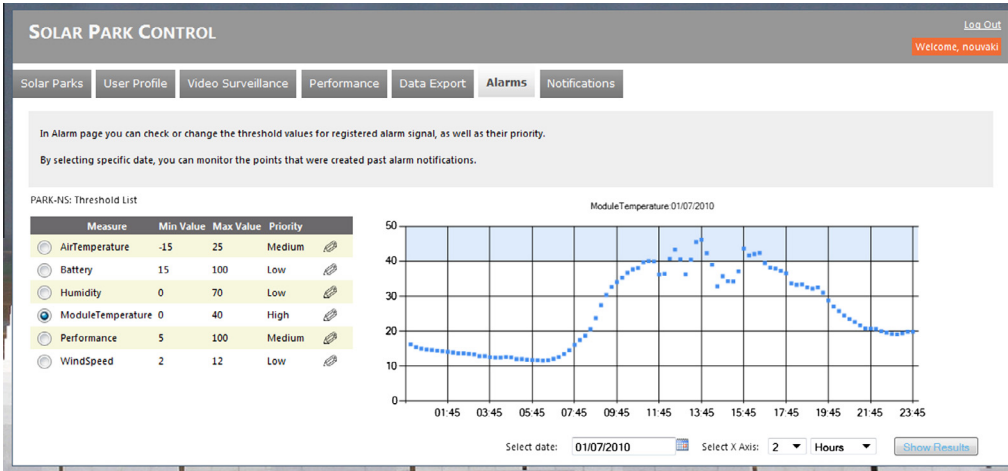 SOLAR PARK CONTROL
Log Out
Welcome, nouvaki
Solar Parks User Profile Video Surveillance Performance Data Export Alarms Notifications
In Alarm page you can check or change the threshold values for registered alarm signal, as well as their priority.
By selecting specific date, you can monitor the points that were created past alarm notifications.
PARK-NS: Threshold List
Measure Min Value Max Value Priority
AirTemperature -15 25 Medium
Battery 15 100 Low
Humidity 0 70 Low
ModuleTemperature 0 40 High
Performance 5 100 Medium
WindSpeed 2 12 Low
ModuleTemperature:01/07/2010
50
40
30
20
10
0
01:45 03:45 05:45 07:45 09:45 11:45 13:45 15:45 17:45 19:45 21:45 23:45
Select date: 01/07/2010 Select X Axis: 2 Hours Show Results